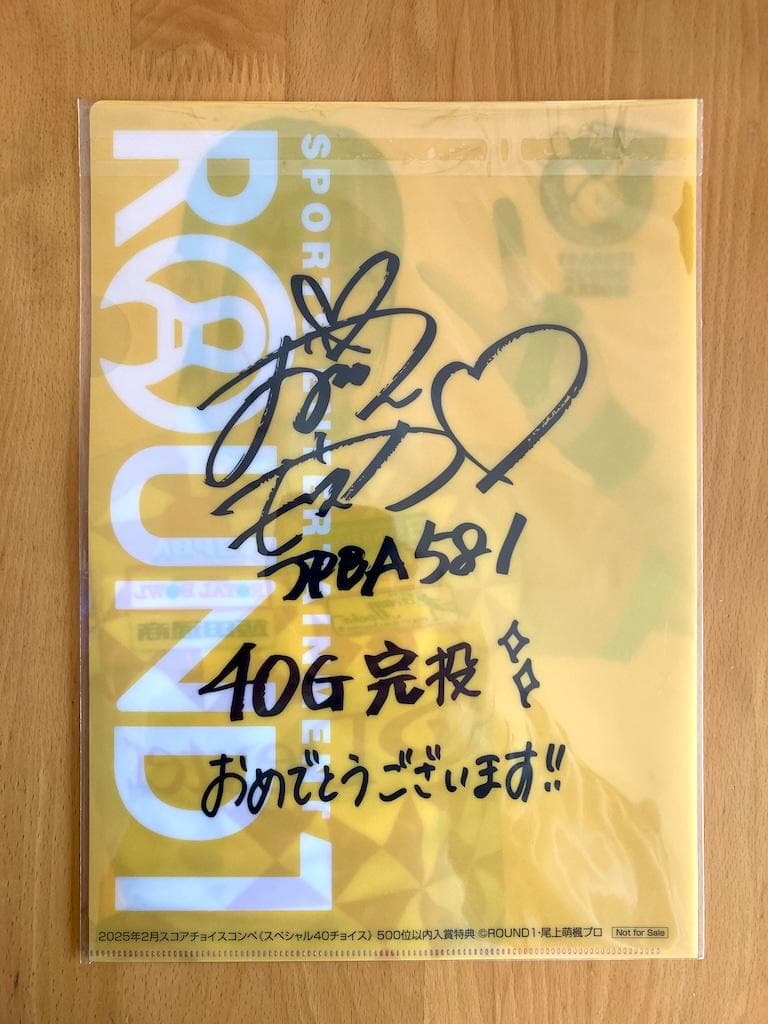 ROUND1
SPORTS ENTERTAINMENT
JPBA 581
40G 完投
おめでとうございます!!
2025年2月スコアチョイスコンペ《スペシャル40チョイス》 500位以内入賞特典 ©ROUND1・尾上萌楓プロ Not for Sale